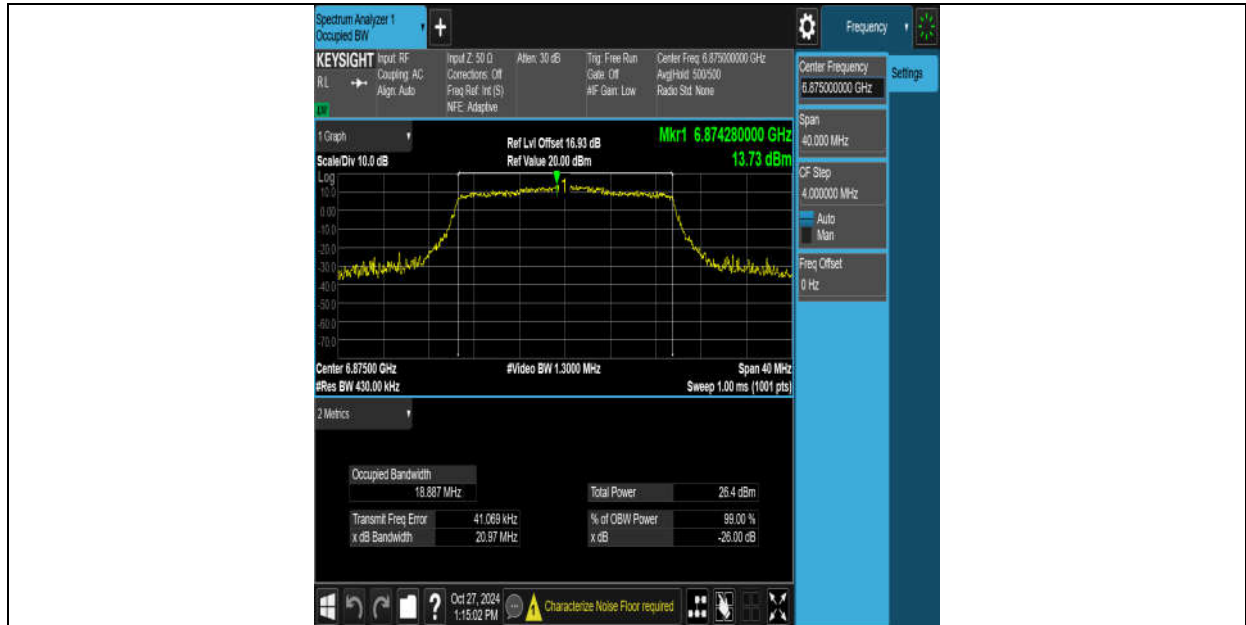 Spectrum Analyzer 1
Occupied BW
+
Frequency
KEYSIGHT Input: RF Input Z: 50 Ω Atten: 30 dB Trig: Free Run Center Freq: 6.875000000 GHz
RL Coupling: AC Corrections: Off Gate: Off Avg|Hold: 500/500
Align: Auto Freq Ref: Int (S) #IF Gain: Low Radio Std: None
NFE: Adaptive
Center Frequency
6.875000000 GHz
Settings
Span
40.000 MHz
CF Step
4.000000 MHz
Auto
Man
Freq Offset
0 Hz
1 Graph
Ref Lvl Offset 16.93 dB Mkr1 6.874280000 GHz
Scale/Div 10.0 dB Ref Value 20.00 dBm 13.73 dBm
Log
10.0
0.00
-10.0
-20.0
-30.0
-40.0
-50.0
-60.0
-70.0
1
Center 6.87500 GHz #Video BW 1.3000 MHz Span 40 MHz
#Res BW 430.00 kHz Sweep 1.00 ms (1001 pts)
2 Metrics
Occupied Bandwidth
18.887 MHz Total Power 26.4 dBm
Transmit Freq Error 41.069 kHz % of OBW Power 99.00 %
x dB Bandwidth 20.97 MHz x dB -26.00 dB
? Oct 27, 2024
1:15:02 PM
Characterize Noise Floor required